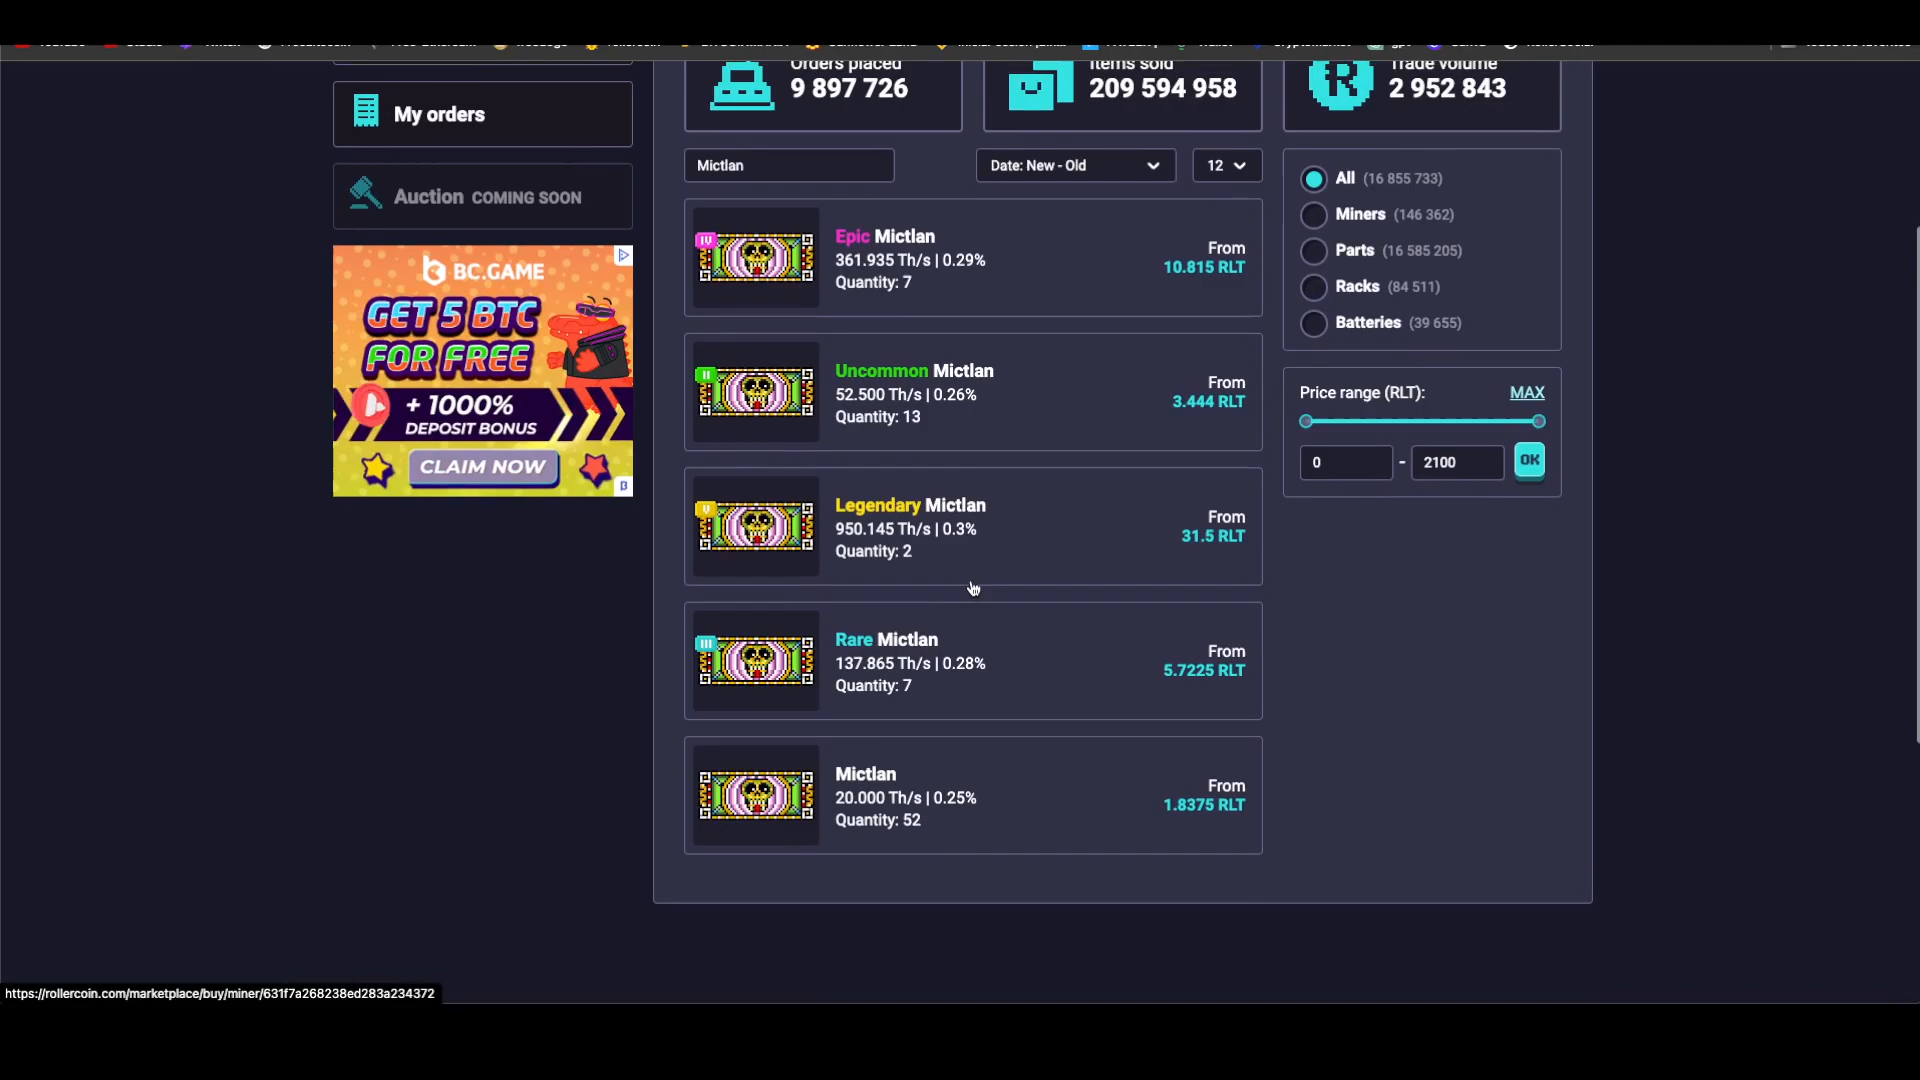 My orders
Auction COMING SOON
BC.GAME
GET 5 BTC
FOR FREE
+ 1000%
DEPOSIT BONUS
CLAIM NOW
Orders placed
9 897 726
Items sold
209 594 958
Trade volume
2 952 843
Mictlan
Date: New - Old
12
Epic Mictlan
361.935 Th/s | 0.29%
Quantity: 7
From
10.815 RLT
Uncommon Mictlan
52.500 Th/s | 0.26%
Quantity: 13
From
3.444 RLT
Legendary Mictlan
950.145 Th/s | 0.3%
Quantity: 2
From
31.5 RLT
Rare Mictlan
137.865 Th/s | 0.28%
Quantity: 7
From
5.7225 RLT
Mictlan
20.000 Th/s | 0.25%
Quantity: 52
From
1.8375 RLT
All (16 855 733)
Miners (146 362)
Parts (16 585 205)
Racks (84 511)
Batteries (39 655)
Price range (RLT):
MAX
0 - 2100 OK
https://rollercoin.com/marketplace/buy/miner/631f7a268238ed283a234372